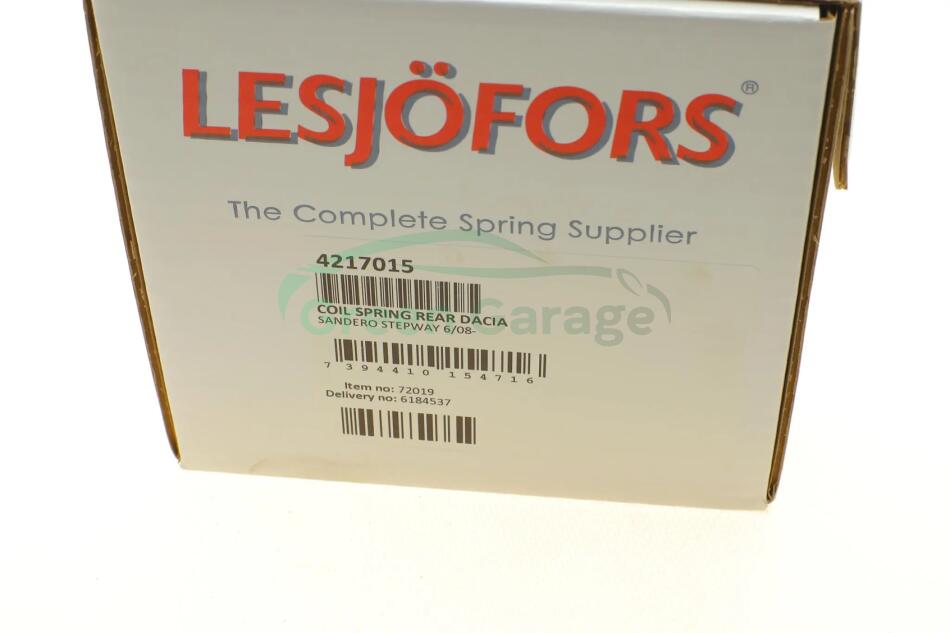 LESJÖFORS®
The Complete Spring Supplier
4217015
COIL SPRING REAR DACIA
SANDERO STEPWAY 6/08-
Green Garage
7 394410 154716
Item no: 72019
Delivery no: 6184537